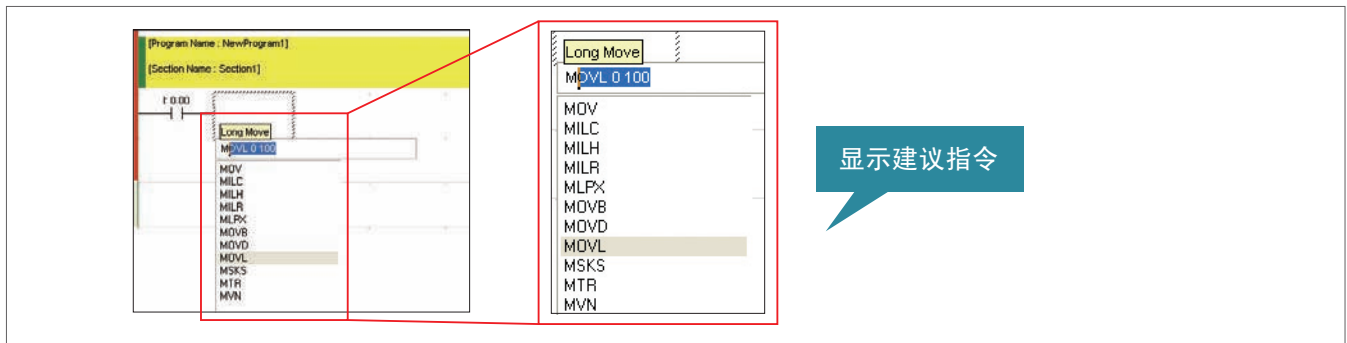 [Program Name : NewProgram1]
[Section Name : Section1]
I: 0.00
Long Move
MOVL 0 100
MOV
MILC
MILH
MILR
MLPX
MOVB
MOVD
MOVL
MSKS
MTR
MVN
Long Move
MOVL 0 100
MOV
MILC
MILH
MILR
MLPX
MOVB
MOVD
MOVL
MSKS
MTR
MVN
显示建议指令